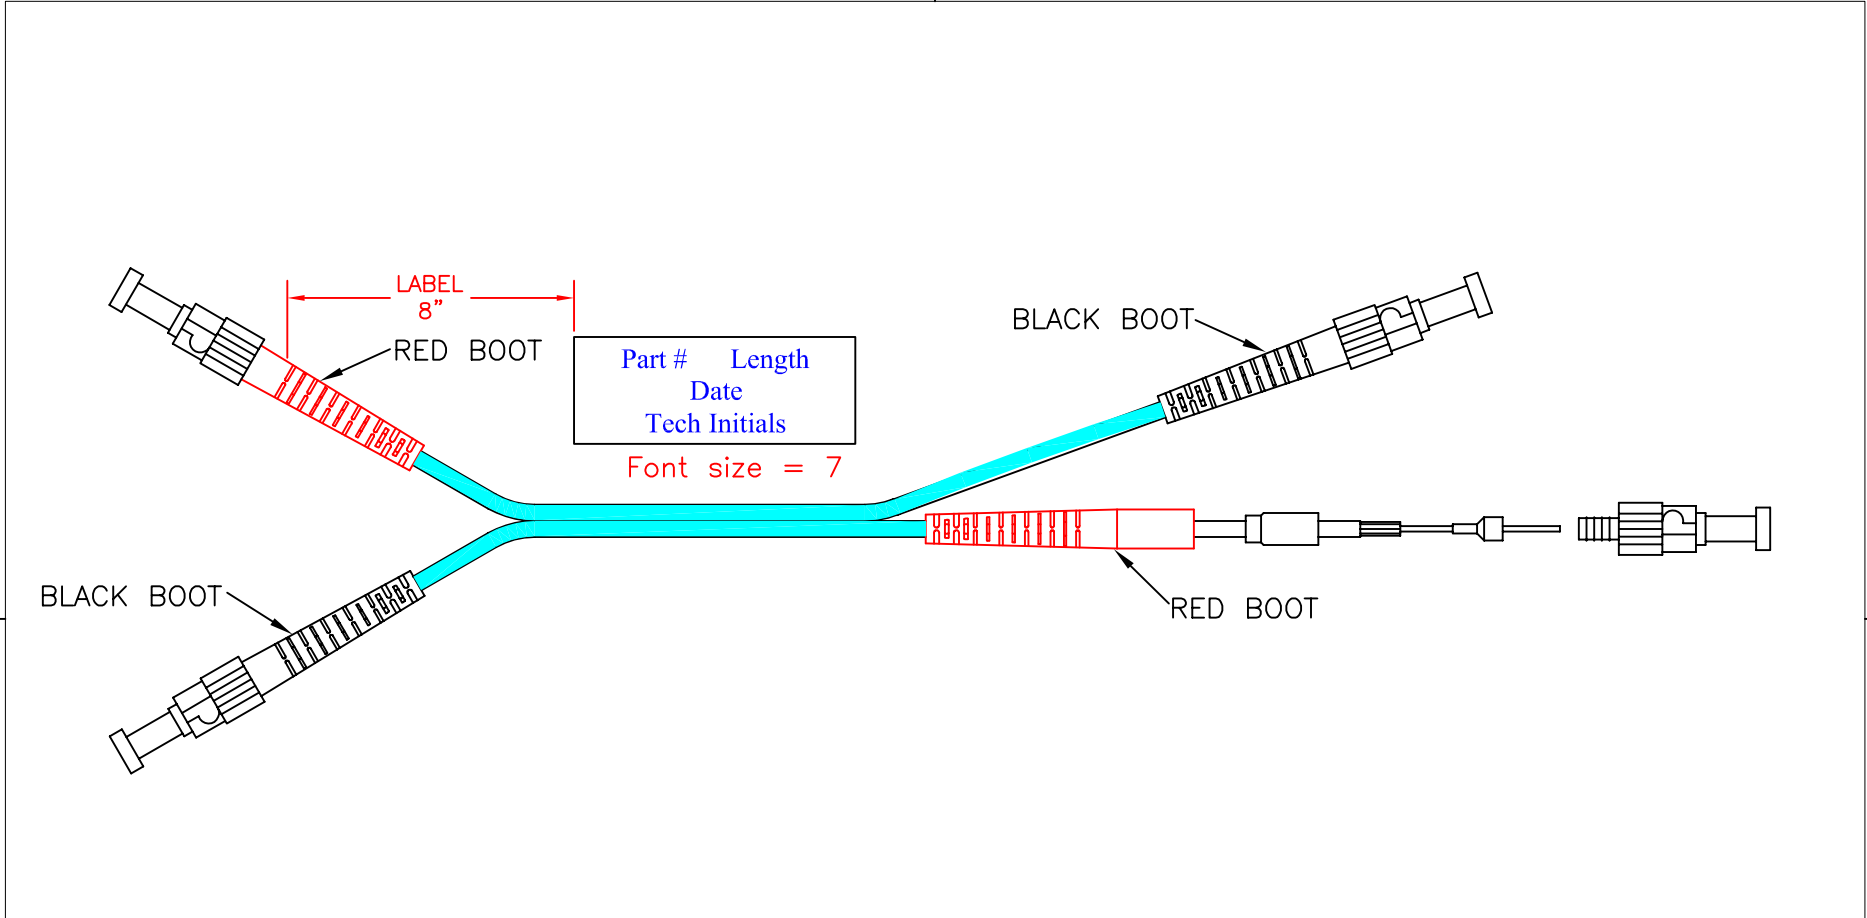 LABEL
8”
RED BOOT
BLACK BOOT
Part # Length
Date
Tech Initials
Font size = 7
BLACK BOOT
RED BOOT